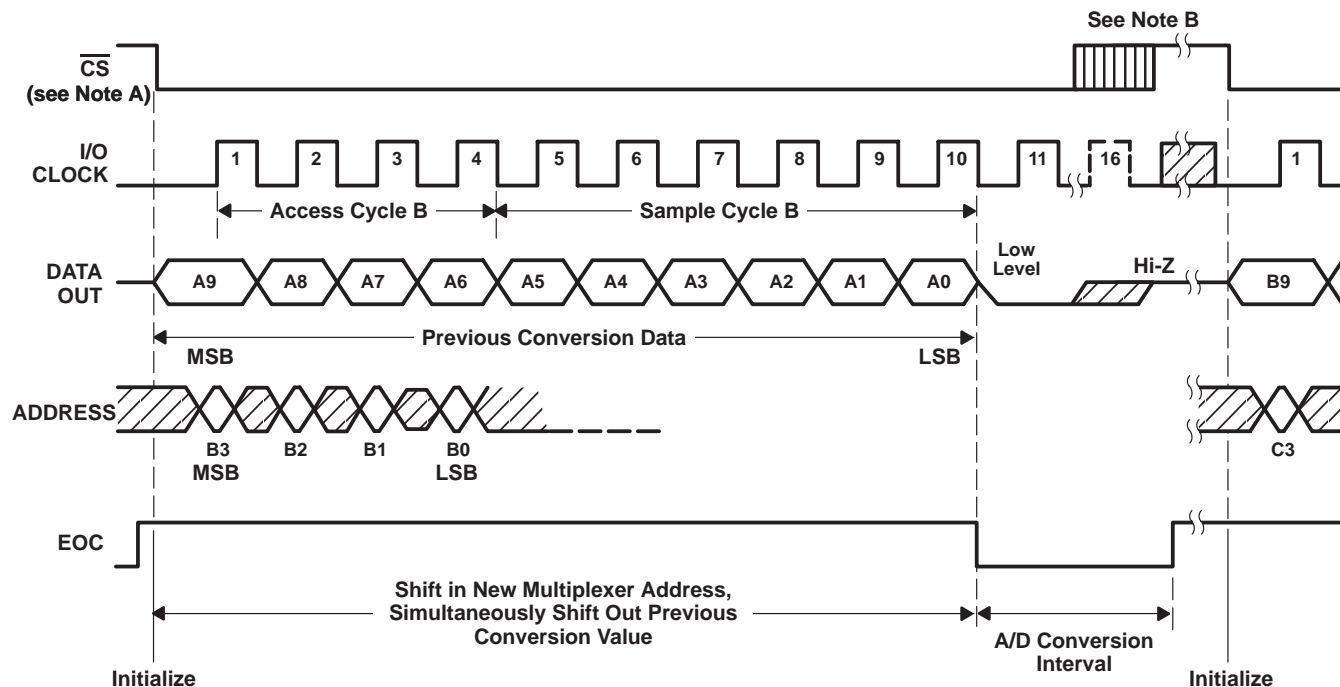 See Note B
CS
(see Note A)
I/O
CLOCK
1 2 3 4 5 6 7 8 9 10 11 16 1
Access Cycle B
Sample Cycle B
DATA
OUT
A9 A8 A7 A6 A5 A4 A3 A2 A1 A0
Low
Level
Hi-Z
B9
Previous Conversion Data
MSB
LSB
ADDRESS
B3 B2 B1 B0 C3
MSB LSB
EOC
Shift in New Multiplexer Address,
Simultaneously Shift Out Previous
Conversion Value
A/D Conversion
Interval
Initialize
Initialize